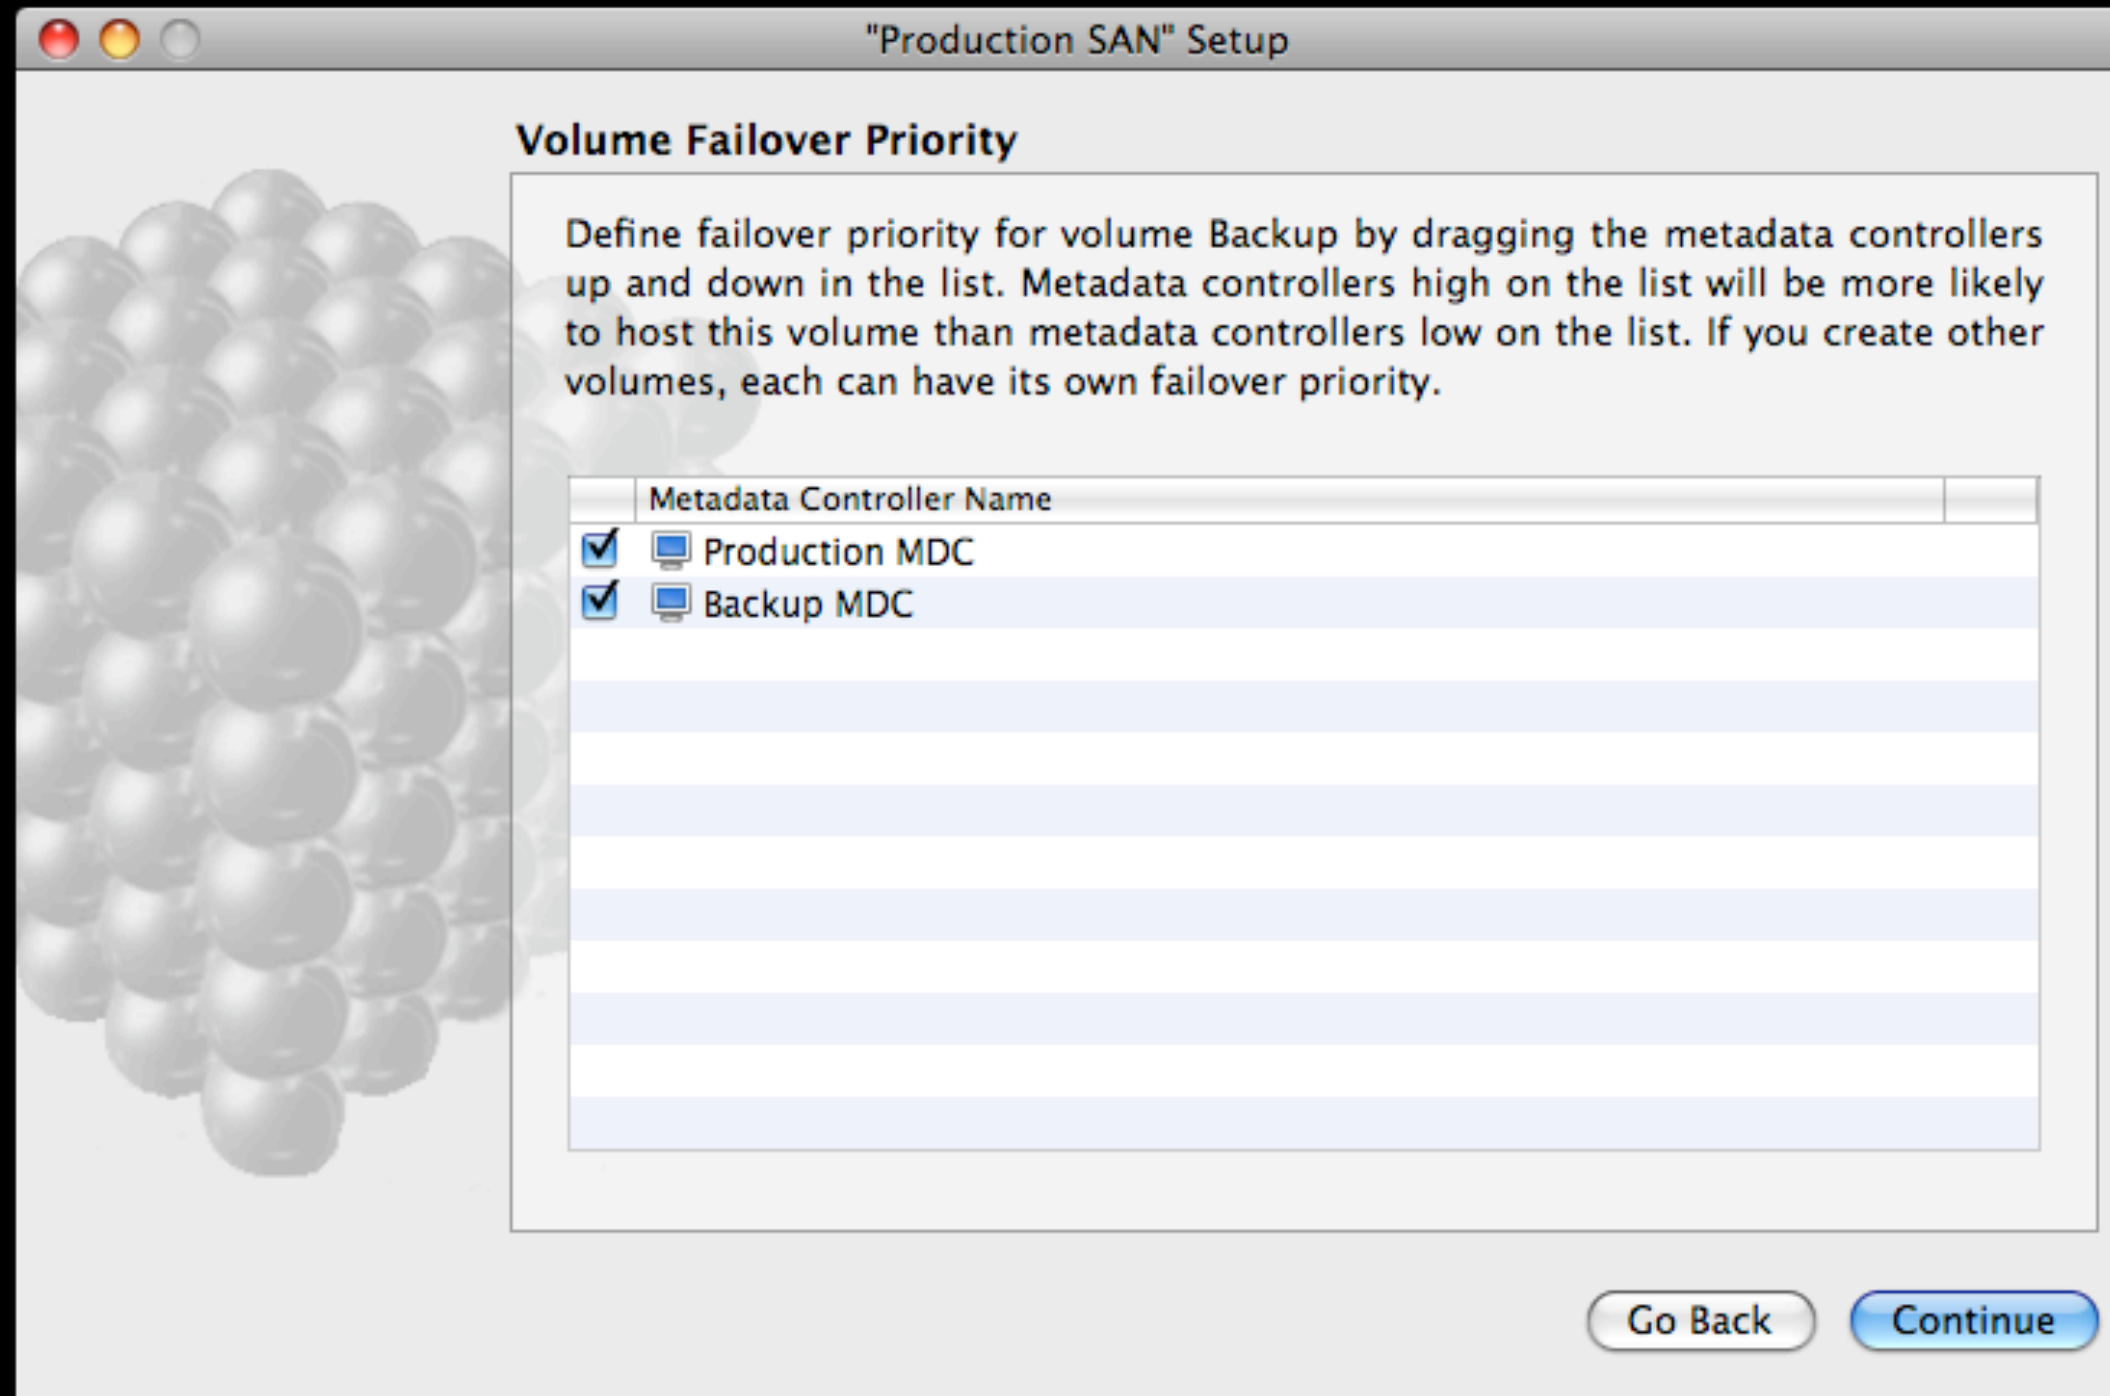 "Production SAN" Setup
Volume Failover Priority
Define failover priority for volume Backup by dragging the metadata controllers
up and down in the list. Metadata controllers high on the list will be more likely
to host this volume than metadata controllers low on the list. If you create other
volumes, each can have its own failover priority.
Metadata Controller Name
Production MDC
Backup MDC
Go Back
Continue